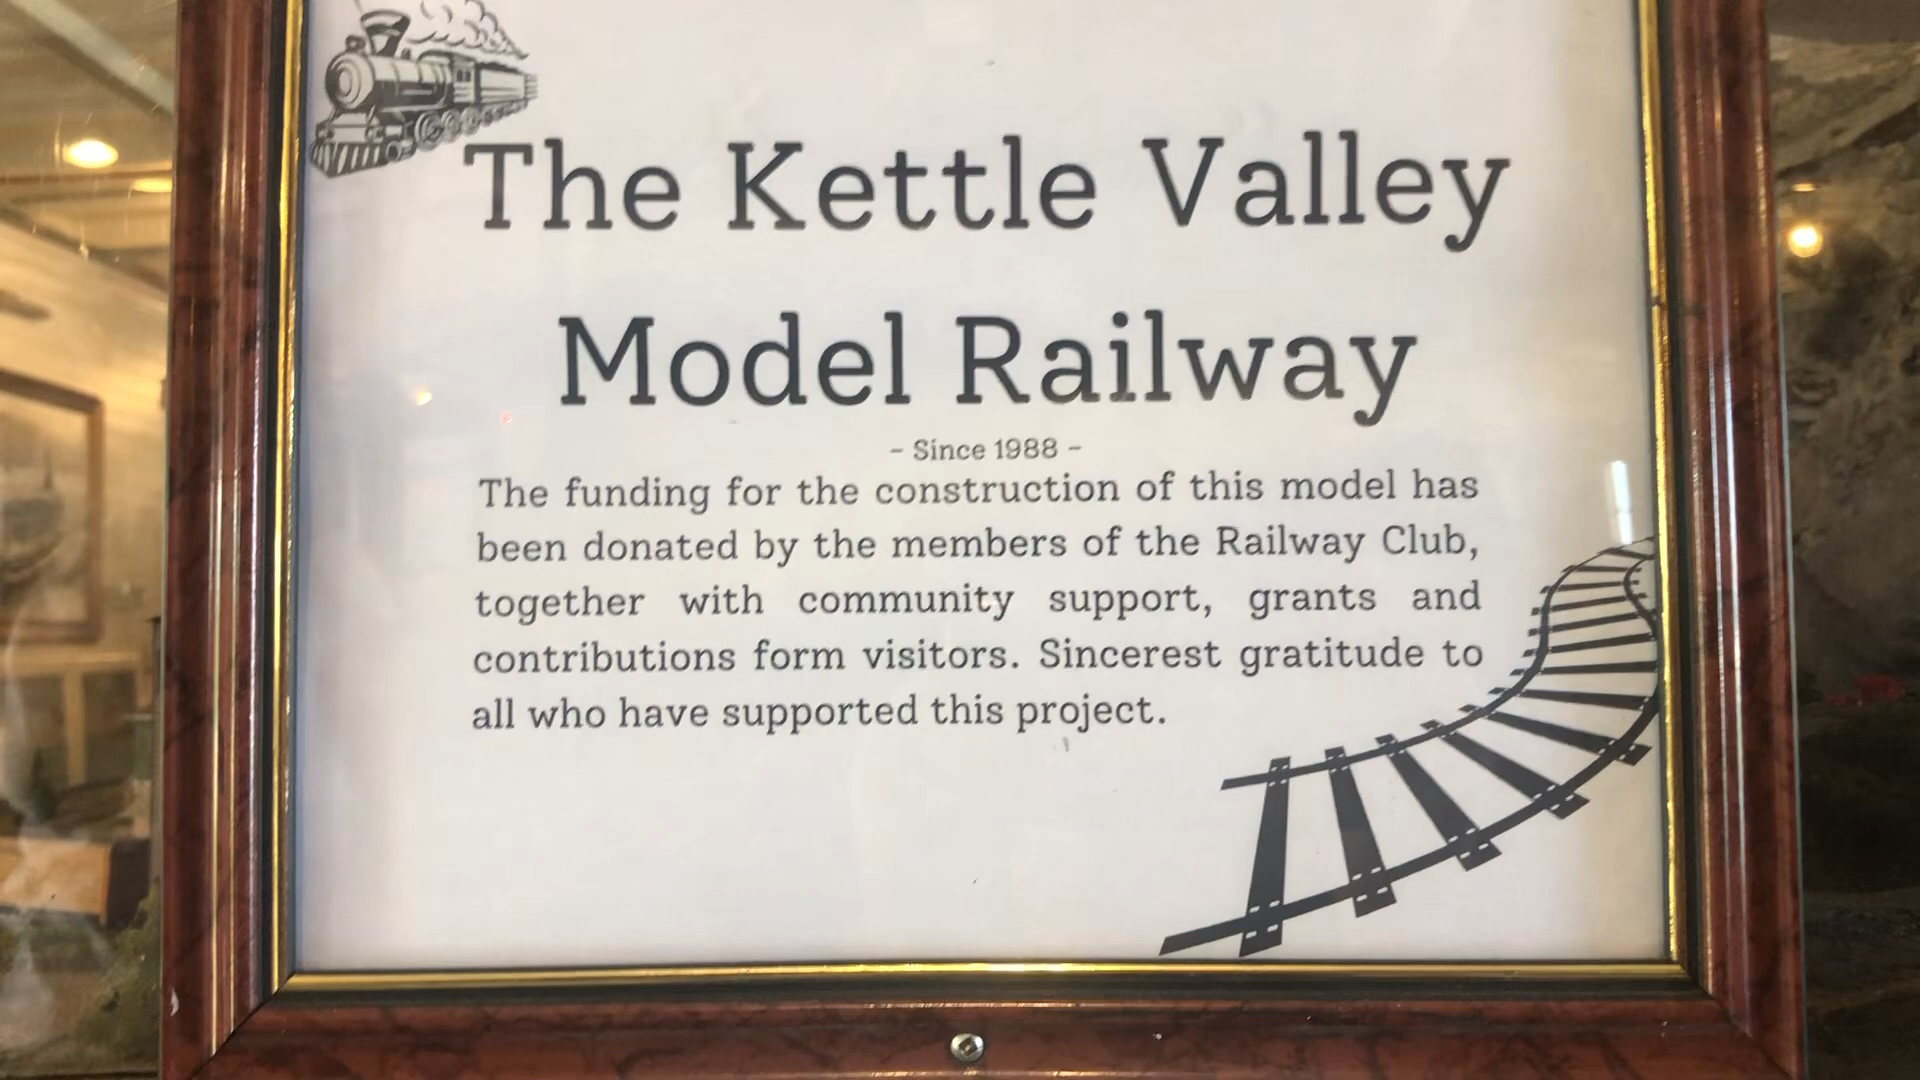 The Kettle Valley
Model Railway
- Since 1988 -
The funding for the construction of this model has
been donated by the members of the Railway Club,
together with community support, grants and
contributions form visitors. Sincerest gratitude to
all who have supported this project.